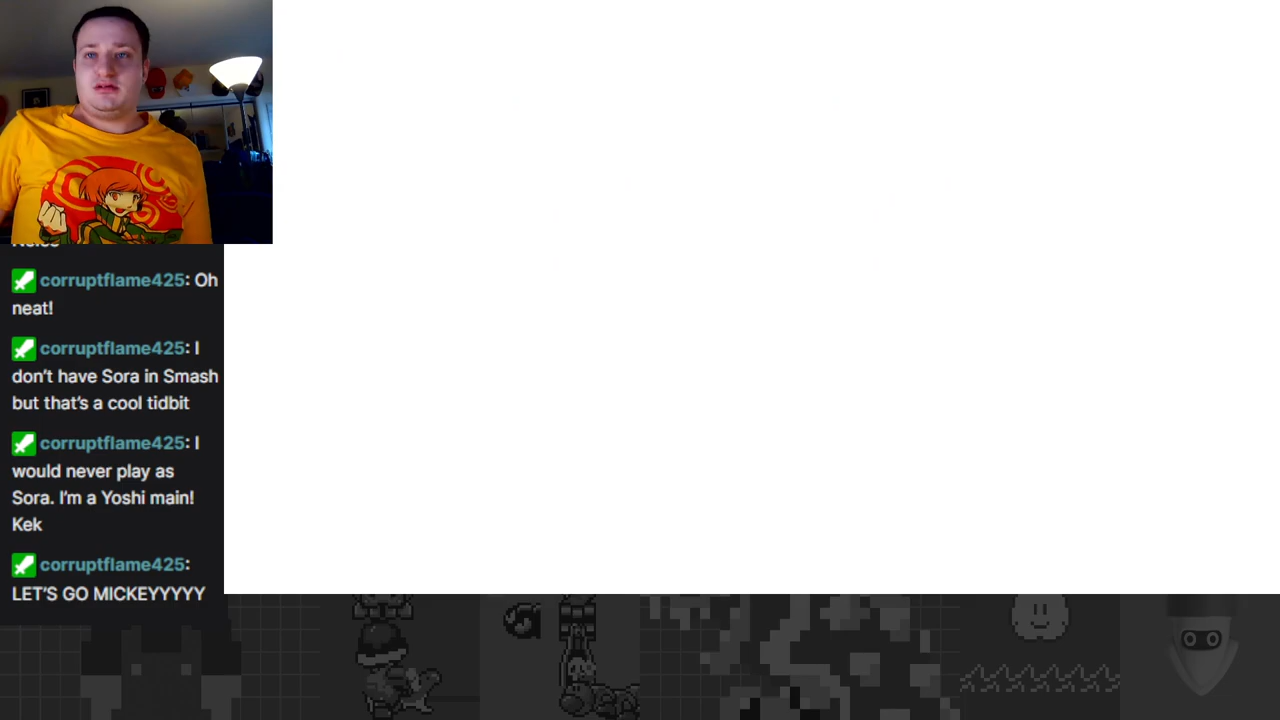 corruptflame425: Oh
neat!
corruptflame425: I
don't have Sora in Smash
but that's a cool tidbit
corruptflame425: I
would never play as
Sora. I'm a Yoshi main!
Kek
corruptflame425:
LET'S GO MICKEYYYYY